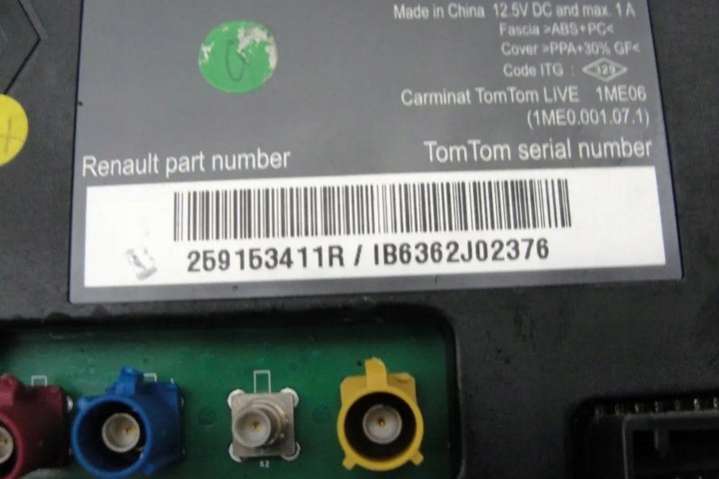 Made in China 12.5V DC and max. 1 A
Fascia >ABS+PC<
Cover >PPA+30% GF<
Code ITG : 329
Carminat TomTom LIVE 1ME06
(1ME0.001.07.1)
Renault part number TomTom serial number
259153411R / IB6362J02376